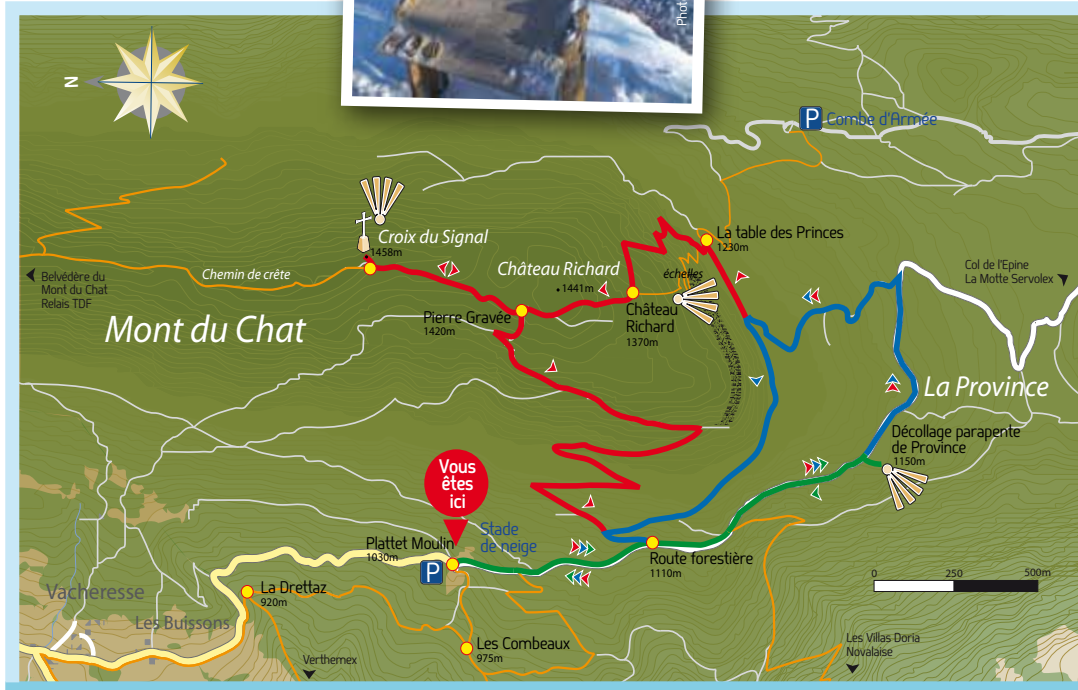 Photo
N
P Combe d'Armée
La table des Princes
1230m
Croix du Signal
1458m
Château Richard
•1441m
échelles
Chemin de crête
Belvédère du
Mont du Chat
Relais TDF
Col de l'Epine
La Motte Servolex
Pierre Gravée
1420m
Château
Richard
1370m
Mont du Chat
La Province
Décollage parapente
de Province
1150m
Vous
êtes
ici
Stade
de neige
Plattet Moulin
1030m
P
Route forestière
1110m
0 250 500m
La Drettaz
920m
Vacheresse
Les Buissons
Les Combeaux
975m
Verthemex
Les Villas Doria
Novalaise